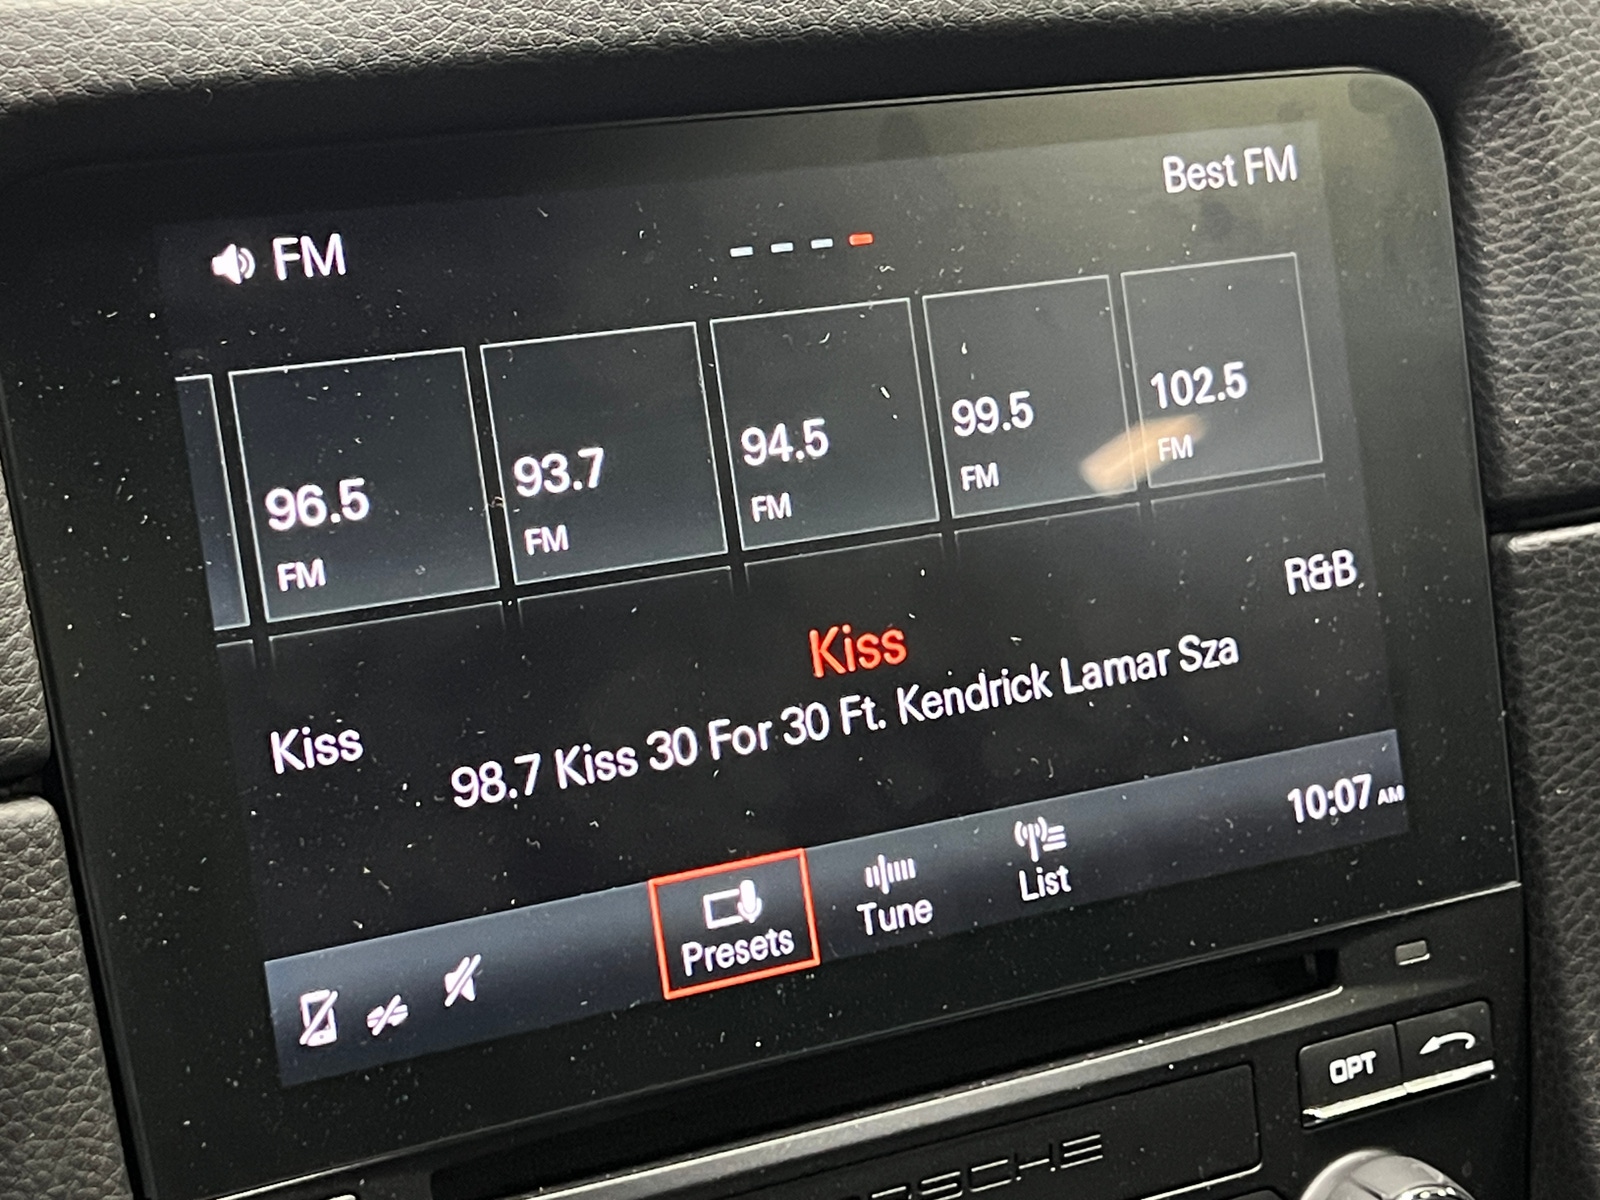 Best FM
FM
96.5
FM
93.7
FM
94.5
FM
99.5
FM
102.5
FM
R&B
Kiss
Kiss
98.7 Kiss 30 For 30 Ft. Kendrick Lamar Sza
10:07 AM
Presets
Tune
List
OPT